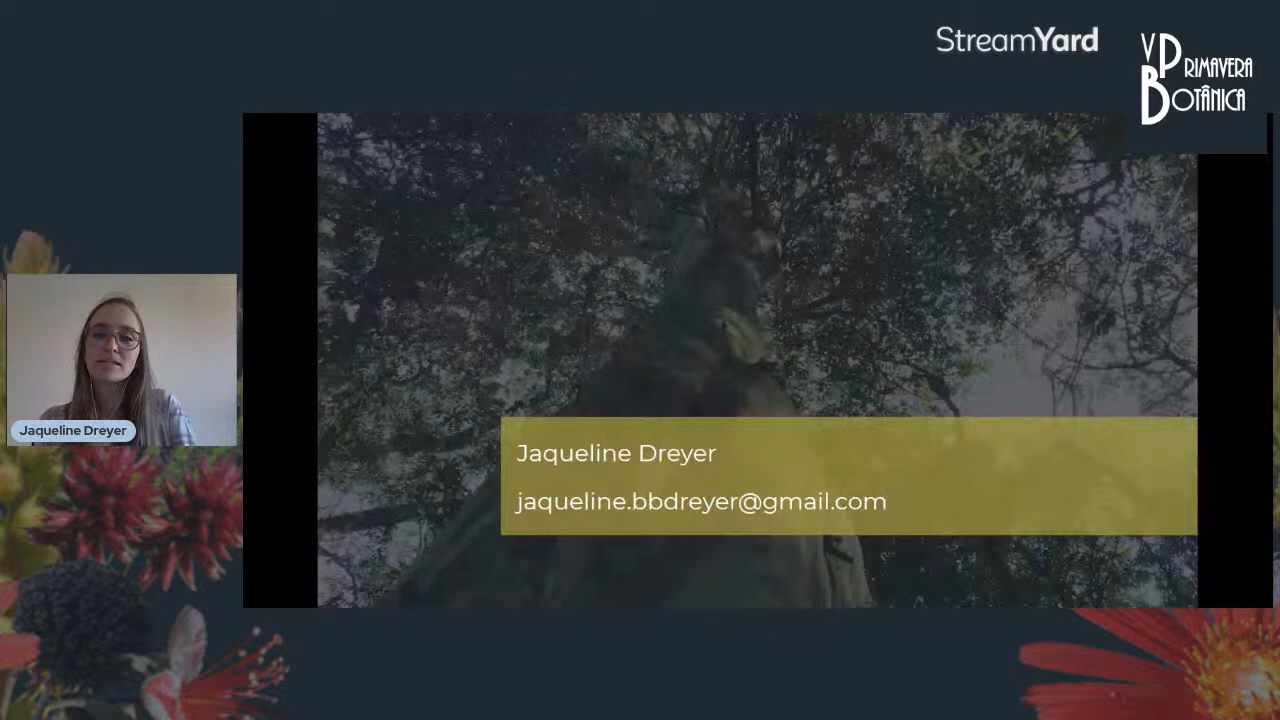 StreamYard
V PRIMAVERA
BOTÂNICA
Jaqueline Dreyer
jaqueline.bbdreyer@gmail.com
Jaqueline Dreyer